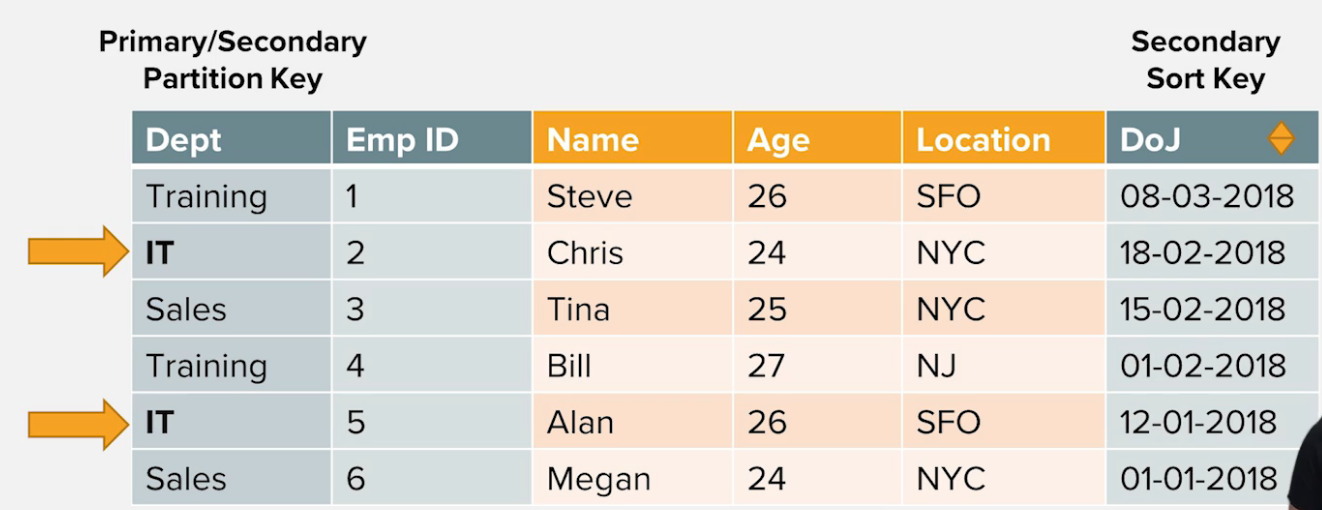 Primary/Secondary
Partition Key
Secondary
Sort Key
Dept Emp ID Name Age Location DoJ
Training 1 Steve 26 SFO 08-03-2018
IT 2 Chris 24 NYC 18-02-2018
Sales 3 Tina 25 NYC 15-02-2018
Training 4 Bill 27 NJ 01-02-2018
IT 5 Alan 26 SFO 12-01-2018
Sales 6 Megan 24 NYC 01-01-2018